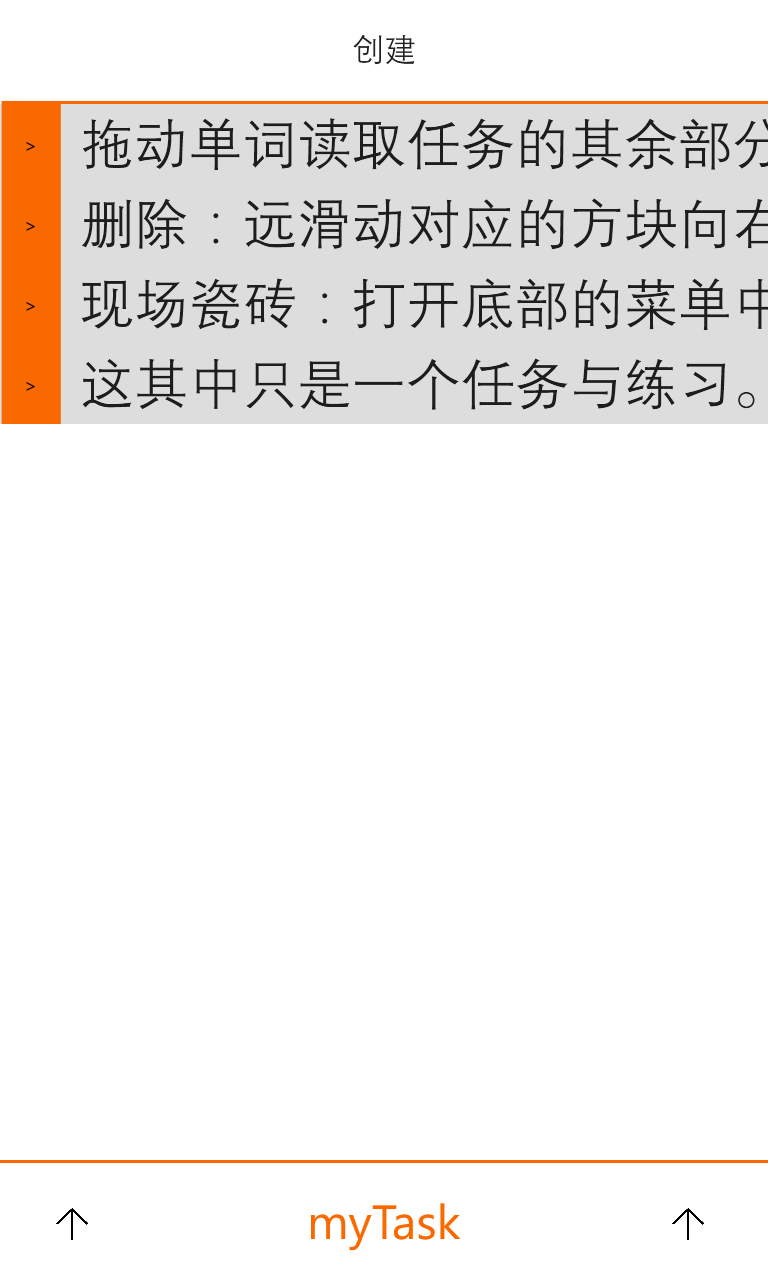 创建
> 拖动单词读取任务的其余部分
> 删除：远滑动对应的方块向右
> 现场瓷砖：打开底部的菜单中
> 这其中只是一个任务与练习。
myTask